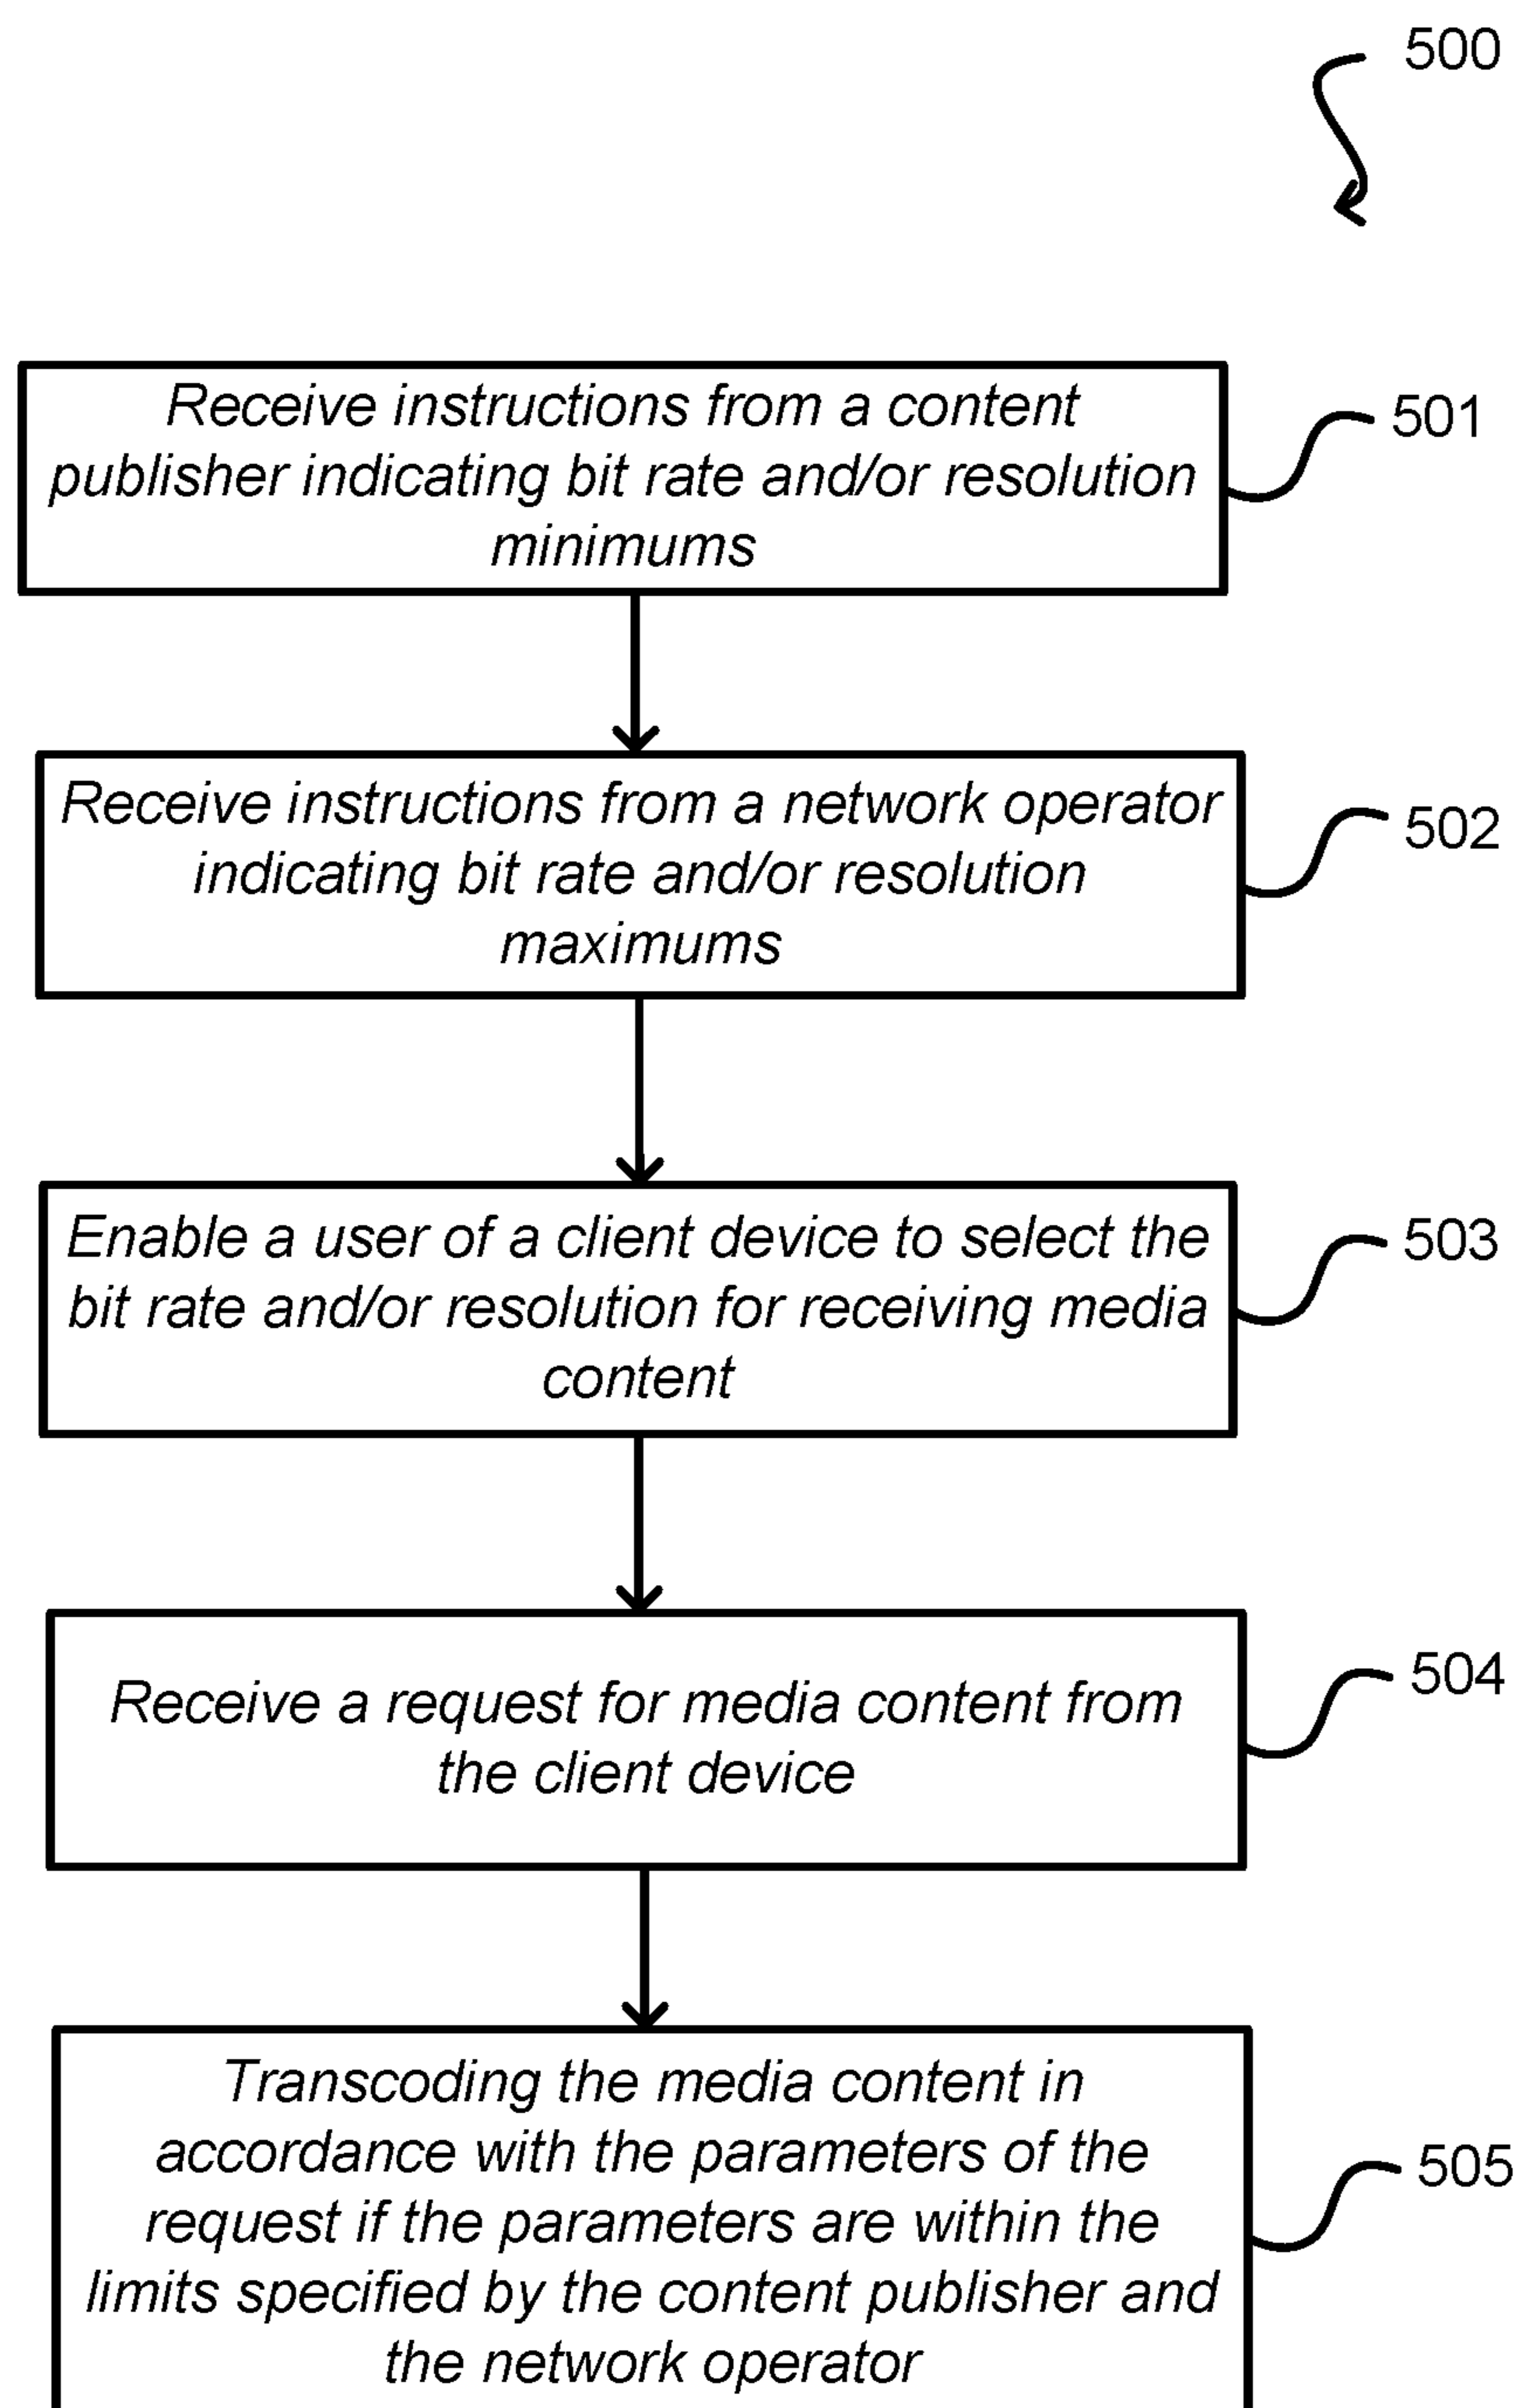 500
Receive instructions from a content
publisher indicating bit rate and/or resolution
minimums
501
Receive instructions from a network operator
indicating bit rate and/or resolution
maximums
502
Enable a user of a client device to select the
bit rate and/or resolution for receiving media
content
503
Receive a request for media content from
the client device
504
Transcoding the media content in
accordance with the parameters of the
request if the parameters are within the
limits specified by the content publisher and
the network operator
505